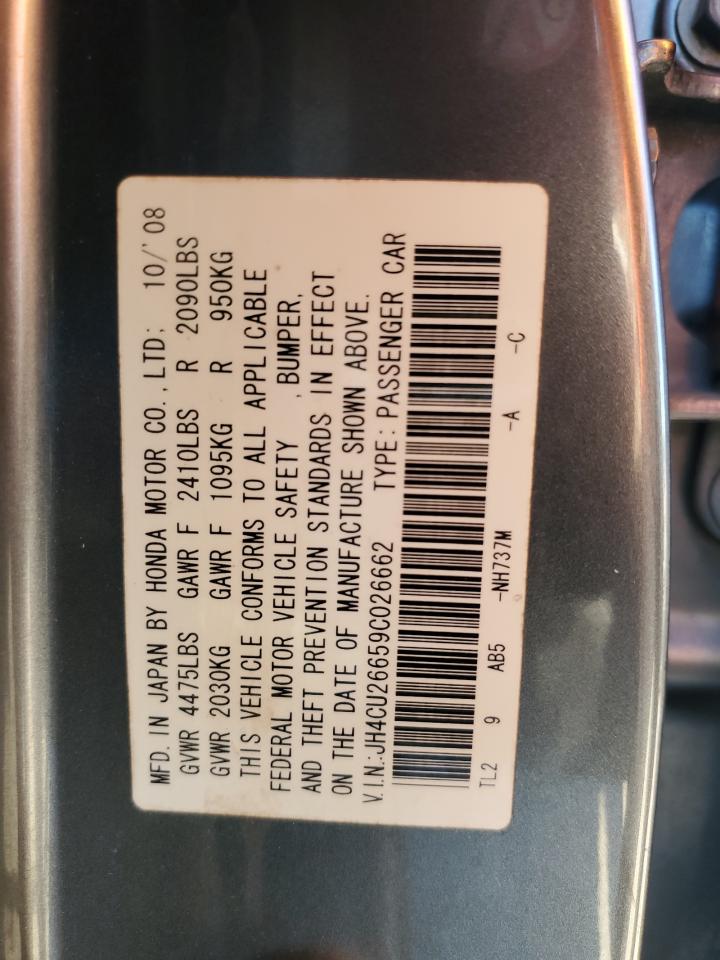 MFD. IN JAPAN BY HONDA MOTOR CO., LTD; 10/'08
GVWR 4475LBS GAWR F 2410LBS R 2090LBS
GVWR 2030KG GAWR F 1095KG R 950KG
THIS VEHICLE CONFORMS TO ALL APPLICABLE
FEDERAL MOTOR VEHICLE SAFETY , BUMPER,
AND THEFT PREVENTION STANDARDS IN EFFECT
ON THE DATE OF MANUFACTURE SHOWN ABOVE.
V.I.N.:JH4CU26659C026662 TYPE:PASSENGER CAR
TL2 9 AB5 -NH737M -A -C